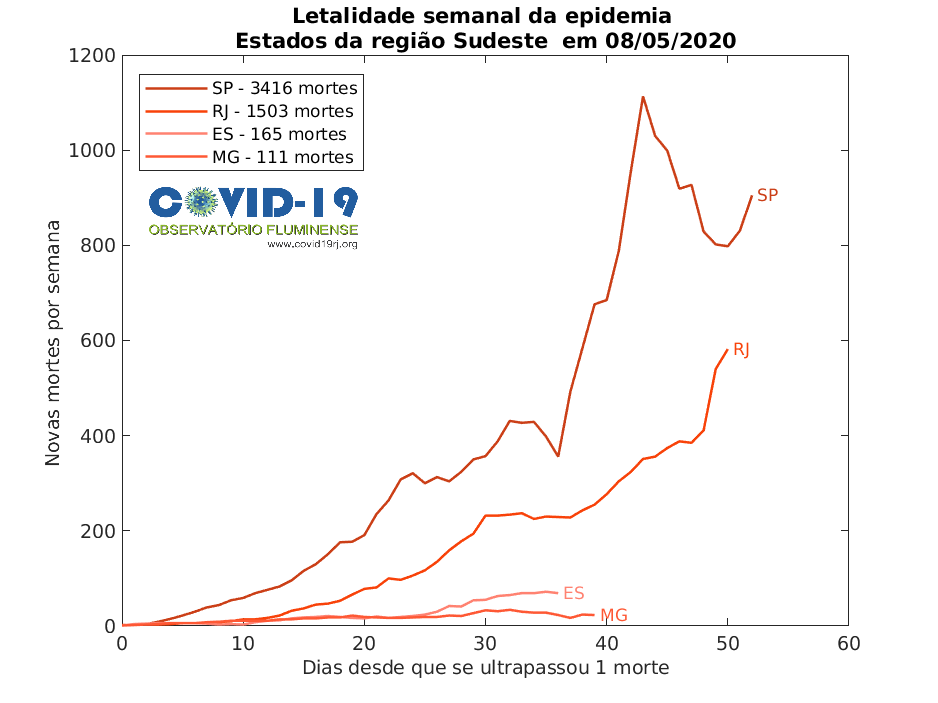 Letalidade semanal da epidemia
Estados da região Sudeste em 08/05/2020
1200
1000
800
600
400
200
0
Novas mortes por semana
SP - 3416 mortes
RJ - 1503 mortes
ES - 165 mortes
MG - 111 mortes
COVID-19
OBSERVATÓRIO FLUMINENSE
www.covid19rj.org
SP
RJ
ES
MG
0 10 20 30 40 50 60
Dias desde que se ultrapassou 1 morte